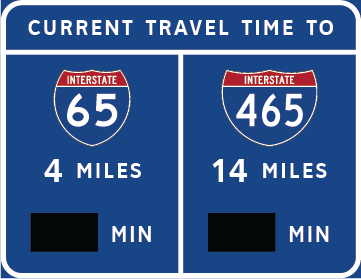 CURRENT TRAVEL TIME TO
INTERSTATE
65
4 MILES
MIN
INTERSTATE
465
14 MILES
MIN